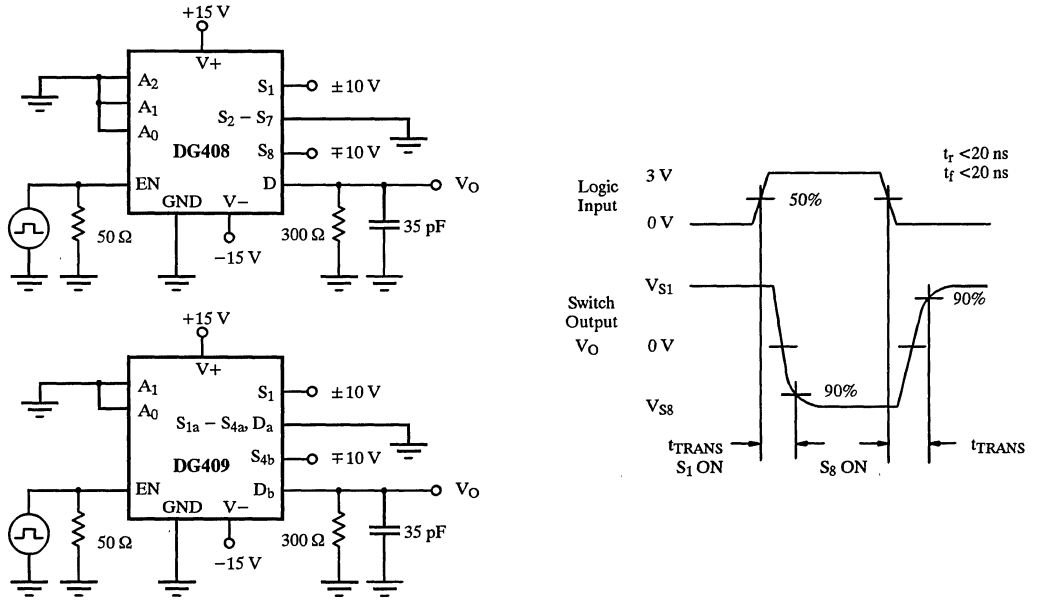 +15 V
V+
A2
A1
A0
S1 ±10 V
S2 – S7
S8 ∓10 V
DG408
EN
D
VO
GND
V–
50 Ω
–15 V
300 Ω
35 pF
+15 V
V+
A1
A0
S1 ±10 V
S1a – S4a, Da
S4b ∓10 V
DG409
EN
Db
VO
GND
V–
50 Ω
–15 V
300 Ω
35 pF
Logic
Input
3 V
0 V
50%
tr <20 ns
tf <20 ns
Switch
Output
VO
VS1
0 V
VS8
90%
90%
tTRANS
S1 ON
S8 ON
tTRANS